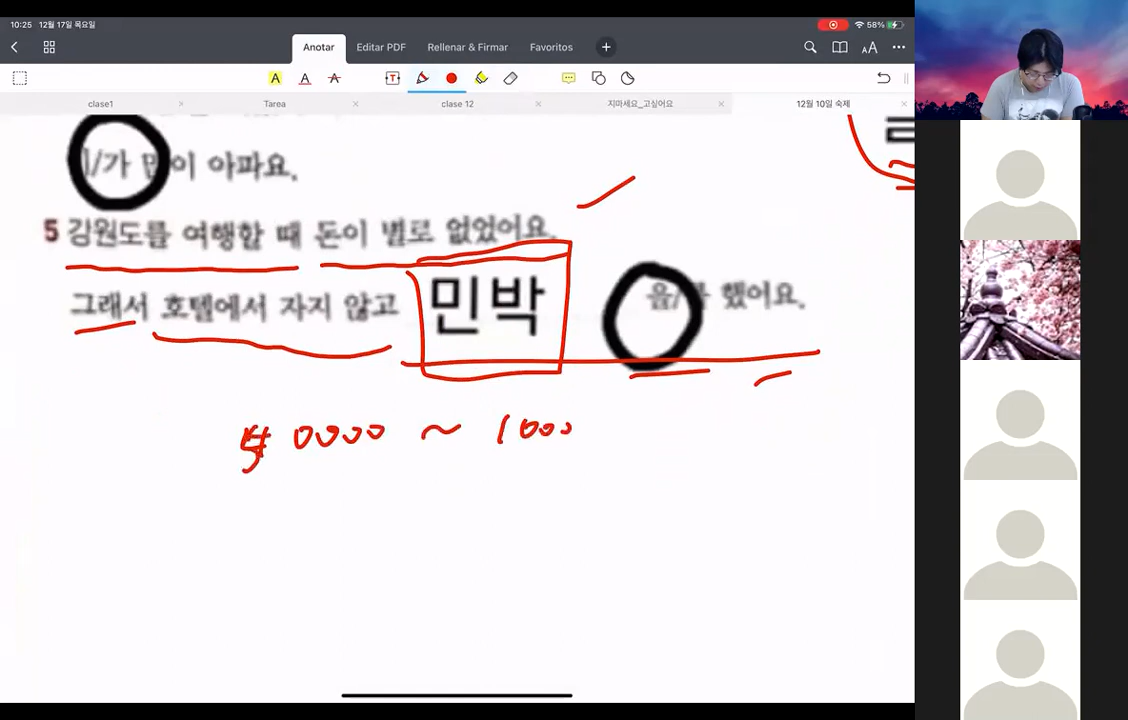 10:25 12월 17일 목요일 58%
Anotar Editar PDF Rellenar & Firmar Favoritos
A A A T AA
clase1 Tarea clase 12 지마세요_고싶어요 12월 10일 숙제
/가 많이 아파요.
5 강원도를 여행할 때 돈이 별로 없었어요.
그래서 호텔에서 자지 않고 민박 을/를 했어요.
0000 ~ 1000